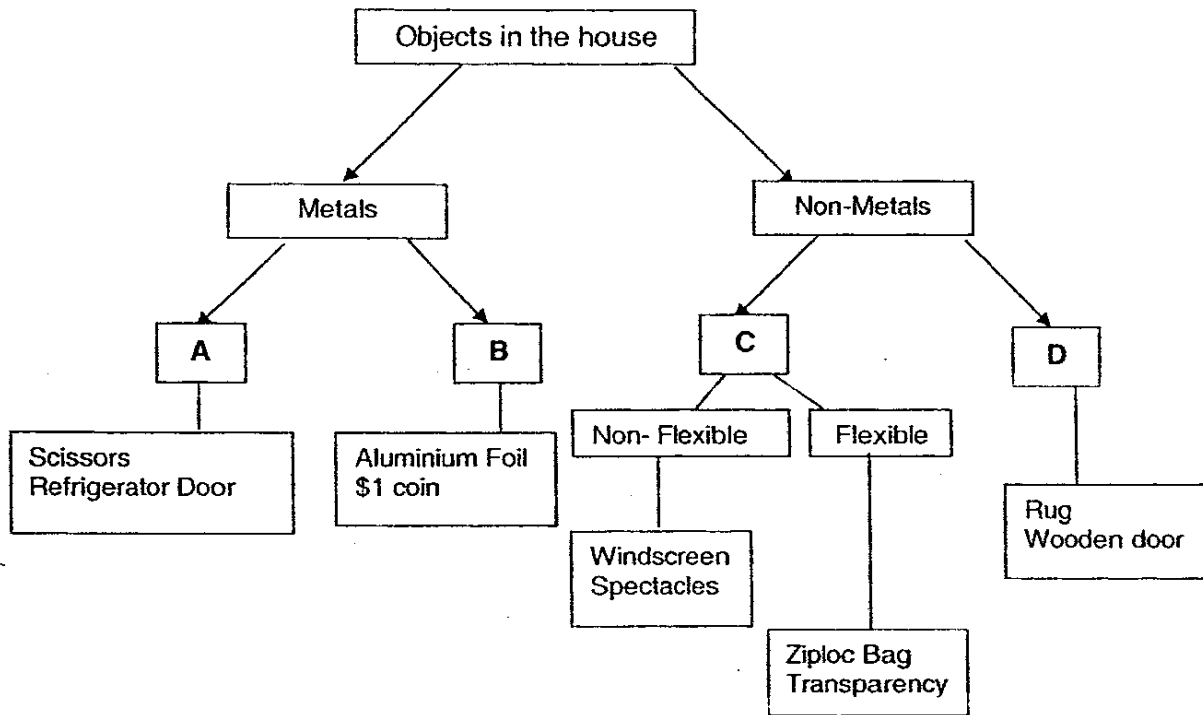 Objects in the house
Metals
Non-Metals
A
B
C
D
Scissors
Refrigerator Door
Aluminium Foil
$1 coin
Non- Flexible
Flexible
Windscreen
Spectacles
Ziploc Bag
Transparency
Rug
Wooden door